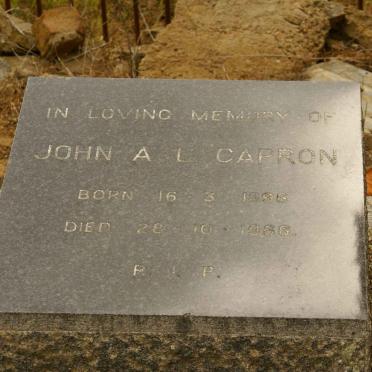 IN LOVING MEMORY OF
JOHN A L CAPRON
BORN 16 · 3 ·
DIED 28 · 10 ·
R. I. P.